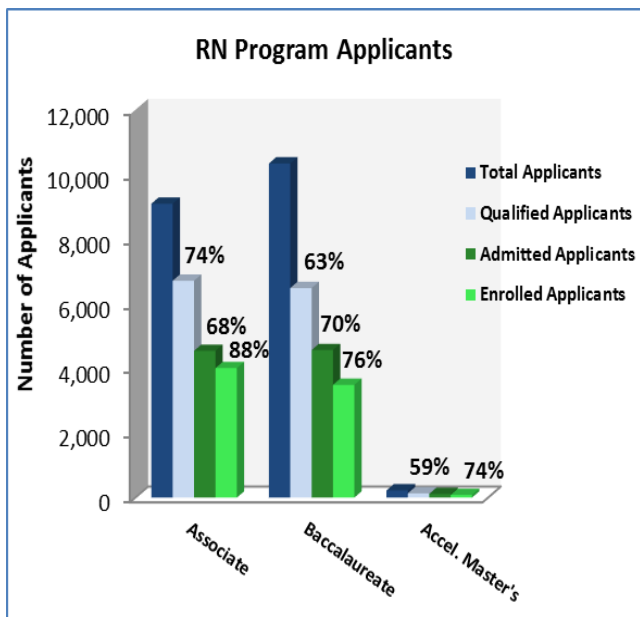 RN Program Applicants
Number of Applicants
12,000
10,000
8,000
6,000
4,000
2,000
0
74%
68%
88%
63%
70%
76%
59%
74%
Total Applicants
Qualified Applicants
Admitted Applicants
Enrolled Applicants
Associate
Baccalaureate
Accel. Master's